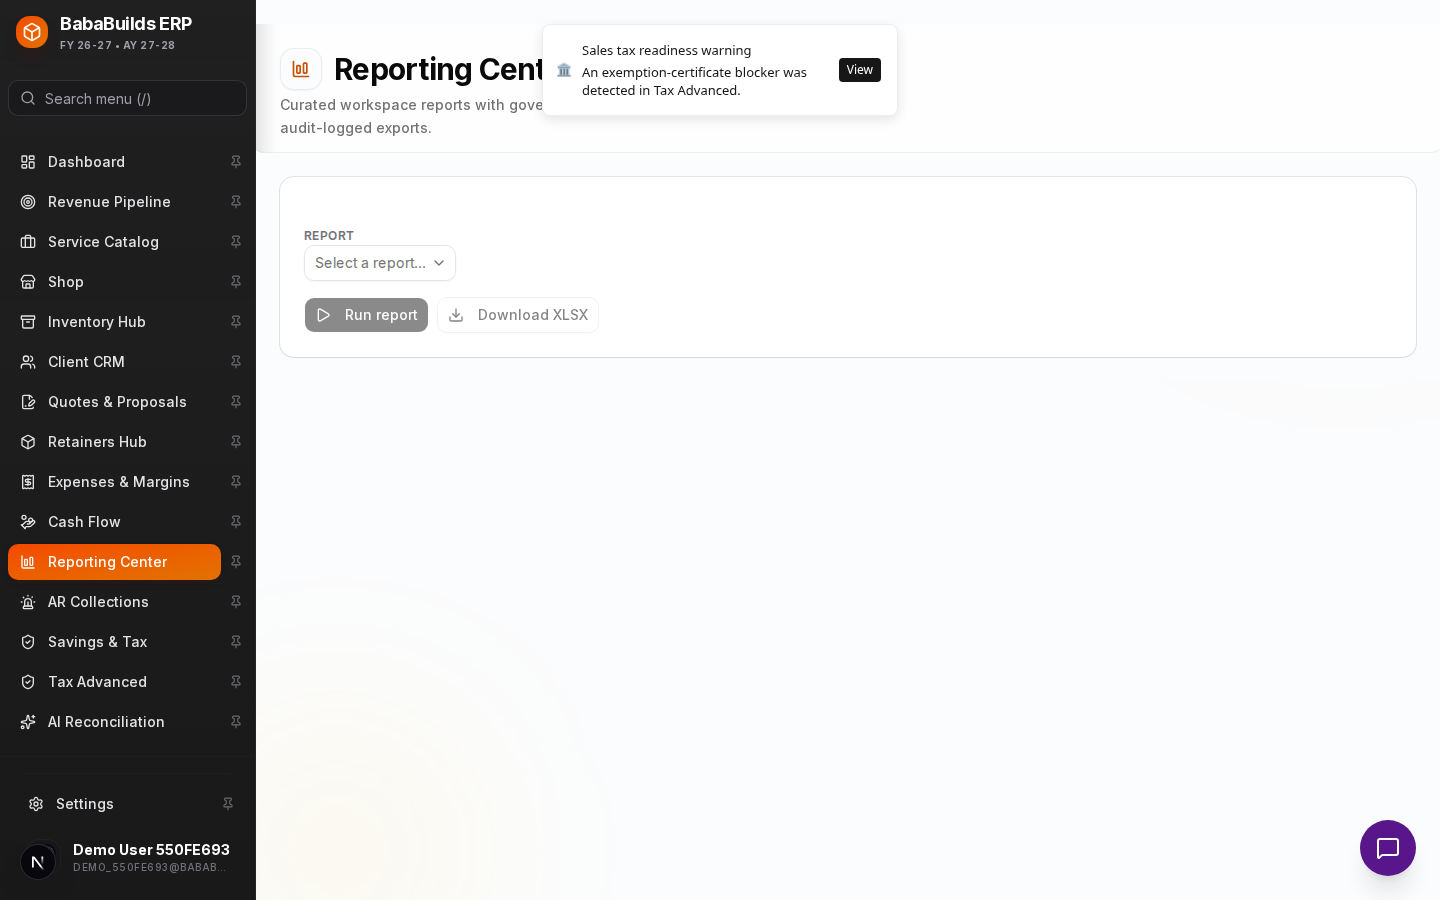 BabaBuilds ERP
FY 26-27 • AY 27-28
Search menu (/)
Dashboard
Revenue Pipeline
Service Catalog
Shop
Inventory Hub
Client CRM
Quotes & Proposals
Retainers Hub
Expenses & Margins
Cash Flow
Reporting Center
AR Collections
Savings & Tax
Tax Advanced
AI Reconciliation
Settings
Demo User 550FE693
DEMO_550FE693@BABAB...
Reporting Cent
Curated workspace reports with gove
audit-logged exports.
Sales tax readiness warning
An exemption-certificate blocker was
detected in Tax Advanced.
View
REPORT
Select a report...
Run report
Download XLSX